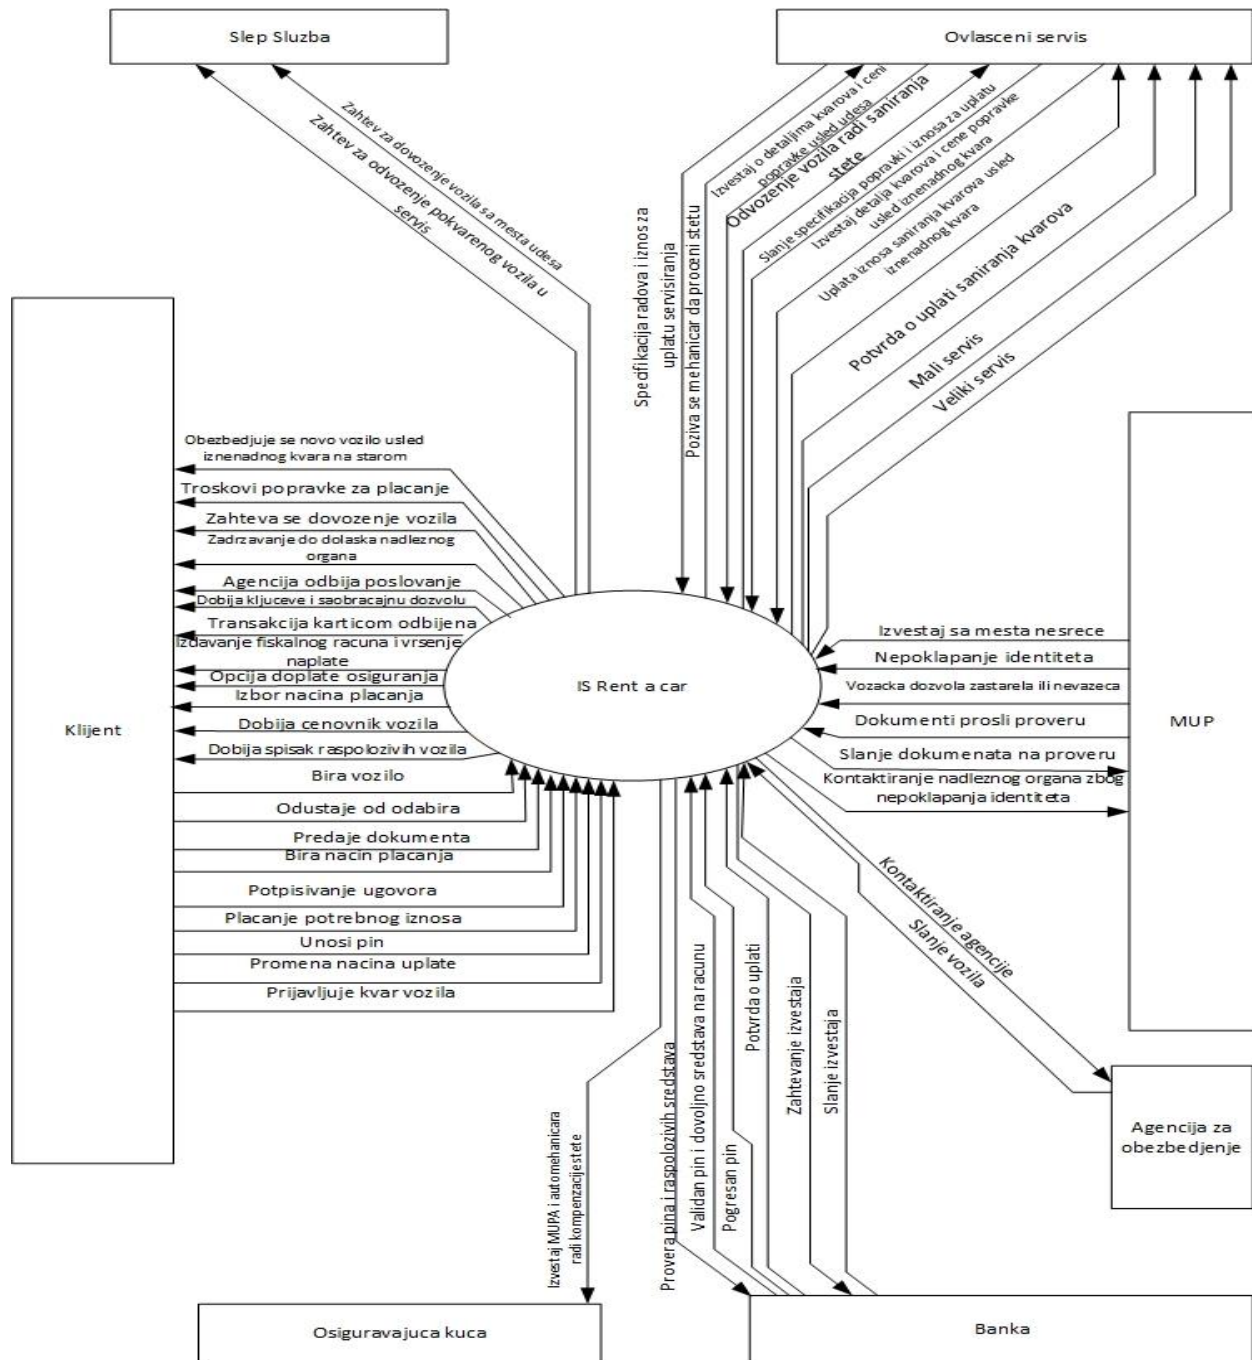 Slep Sluzba
Ovlasceni servis
Zahtev za dovozenje vozila sa mesta udesa
Zahtev za odvozenje pokvarenog vozila u
servis
Specifikacija radova i iznos za
uplatu servisiranja
Poziva se mehanicar da proceni stetu
Izvestaj o detaljima kvarova i ceni
popravke usled udesa
Odvozenje vozila radi saniranja
stete
Slanje specifikacija popravki i iznosa za uplatu
Izvestaj detalja kvarova i cene popravke
usled iznenadnog kvara
Uplata iznosa saniranja kvarova usled
iznenadnog kvara
Potvrda o uplati saniranja kvarova
Mali servis
Veliki servis
Klijent
Obezbedjuje se novo vozilo usled
iznenadnog kvara na starom
Troskovi popravke za placanje
Zahteva se dovozenje vozila
Zadrzavanje do dolaska nadleznog
organa
Agencija odbija poslovanje
Dobija kljuceve i saobracajnu dozvolu
Transakcija karticom odbijena
Izdavanje fiskalnog racuna i vrsenje
naplate
Opcija doplate osiguranja
Izbor nacina placanja
Dobija cenovnik vozila
Dobija spisak raspolozivih vozila
Bira vozilo
Odustaje od odabira
Predaje dokumenta
Bira nacin placanja
Potpisivanje ugovora
Placanje potrebnog iznosa
Unosi pin
Promena nacina uplate
Prijavljuje kvar vozila
IS Rent a car
Izvestaj sa mesta nesrece
Nepoklapanje identiteta
Vozacka dozvola zastarela ili nevazeca
Dokumenti prosli proveru
Slanje dokumenata na proveru
Kontaktiranje nadleznog organa zbog
nepoklapanja identiteta
MUP
Kontaktiranje agencije
Slanje vozila
Agencija za
obezbedjenje
Izvestaj MUPA i automehanicara
radi kompenzacije stete
Provera pina i raspolozivih sredstava
Validan pin i dovoljno sredstava na racunu
Pogresan pin
Potvrda o uplati
Zahtevanje izvestaja
Slanje izvestaja
Osiguravajuca kuca
Banka